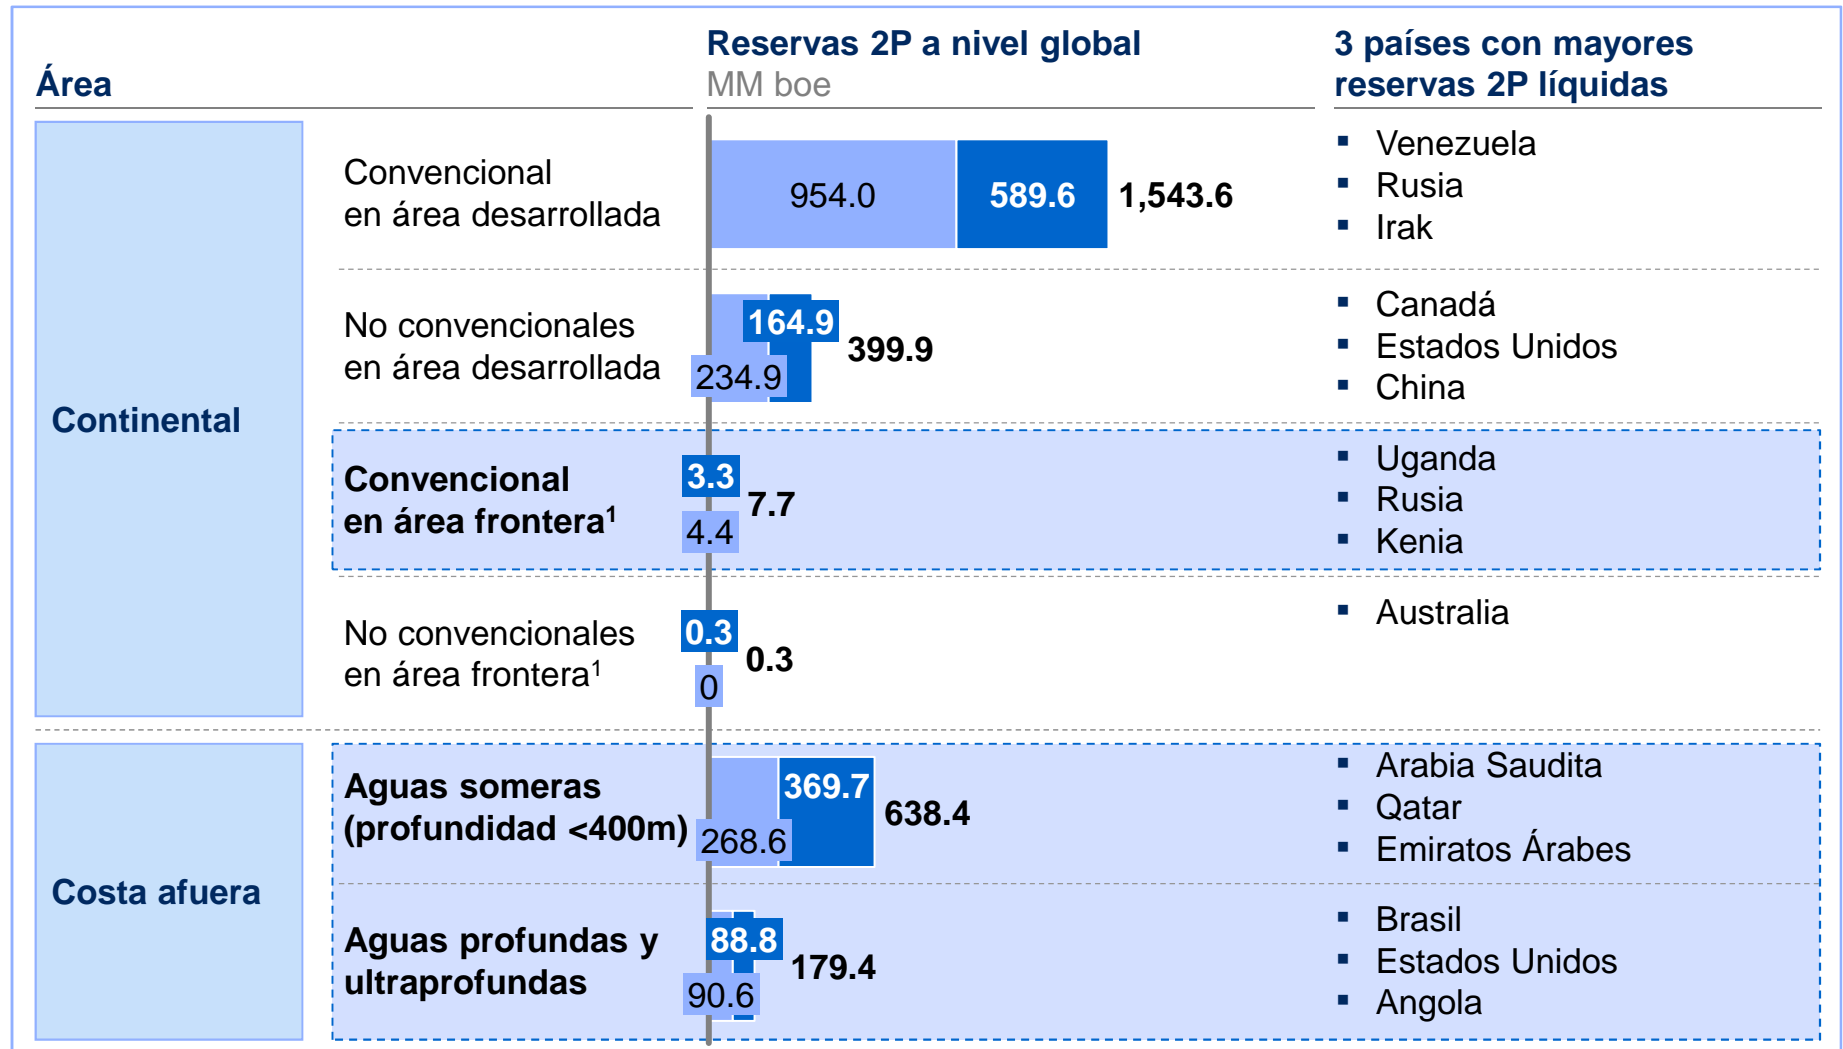 Área
Reservas 2P a nivel global
MM boe
3 países con mayores
reservas 2P líquidas
Continental
Convencional
en área desarrollada
954.0
589.6
1,543.6
▪ Venezuela
▪ Rusia
▪ Irak
No convencionales
en área desarrollada
164.9
234.9
399.9
▪ Canadá
▪ Estados Unidos
▪ China
Convencional
en área frontera¹
3.3
4.4
7.7
▪ Uganda
▪ Rusia
▪ Kenia
No convencionales
en área frontera¹
0.3
0
0.3
▪ Australia
Costa afuera
Aguas someras
(profundidad <400m)
369.7
268.6
638.4
▪ Arabia Saudita
▪ Qatar
▪ Emiratos Árabes
Aguas profundas y
ultraprofundas
88.8
90.6
179.4
▪ Brasil
▪ Estados Unidos
▪ Angola